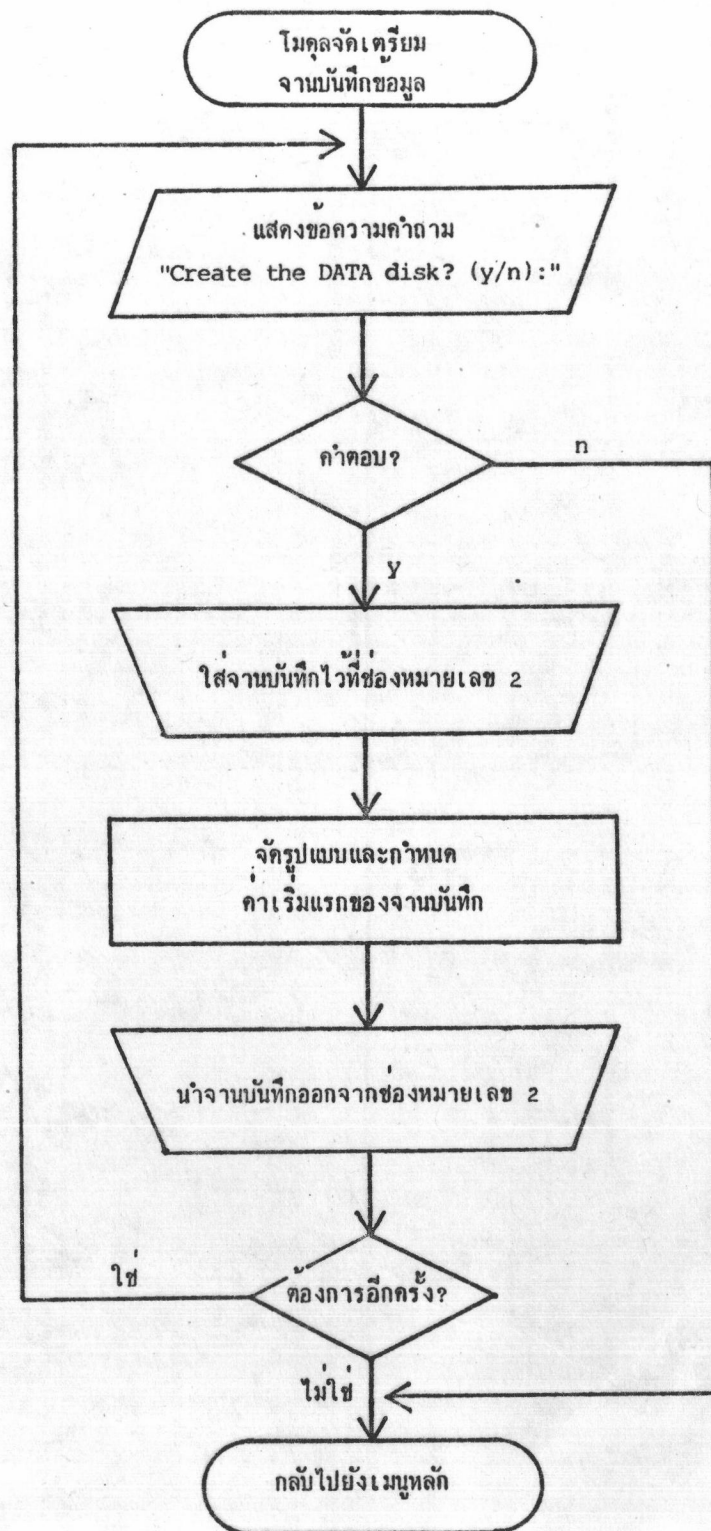 โมดุลจัดเตรียม
จานบันทึกข้อมูล
แสดงข้อความคำถาม
"Create the DATA disk? (y/n):"
คำตอบ?
n
y
ใส่จานบันทึกไว้ที่ช่องหมายเลข 2
จัดรูปแบบและกำหนด
ค่าเริ่มแรกของจานบันทึก
นำจานบันทึกออกจากช่องหมายเลข 2
ใช่
ต้องการอีกครั้ง?
ไม่ใช่
กลับไปยังเมนูหลัก